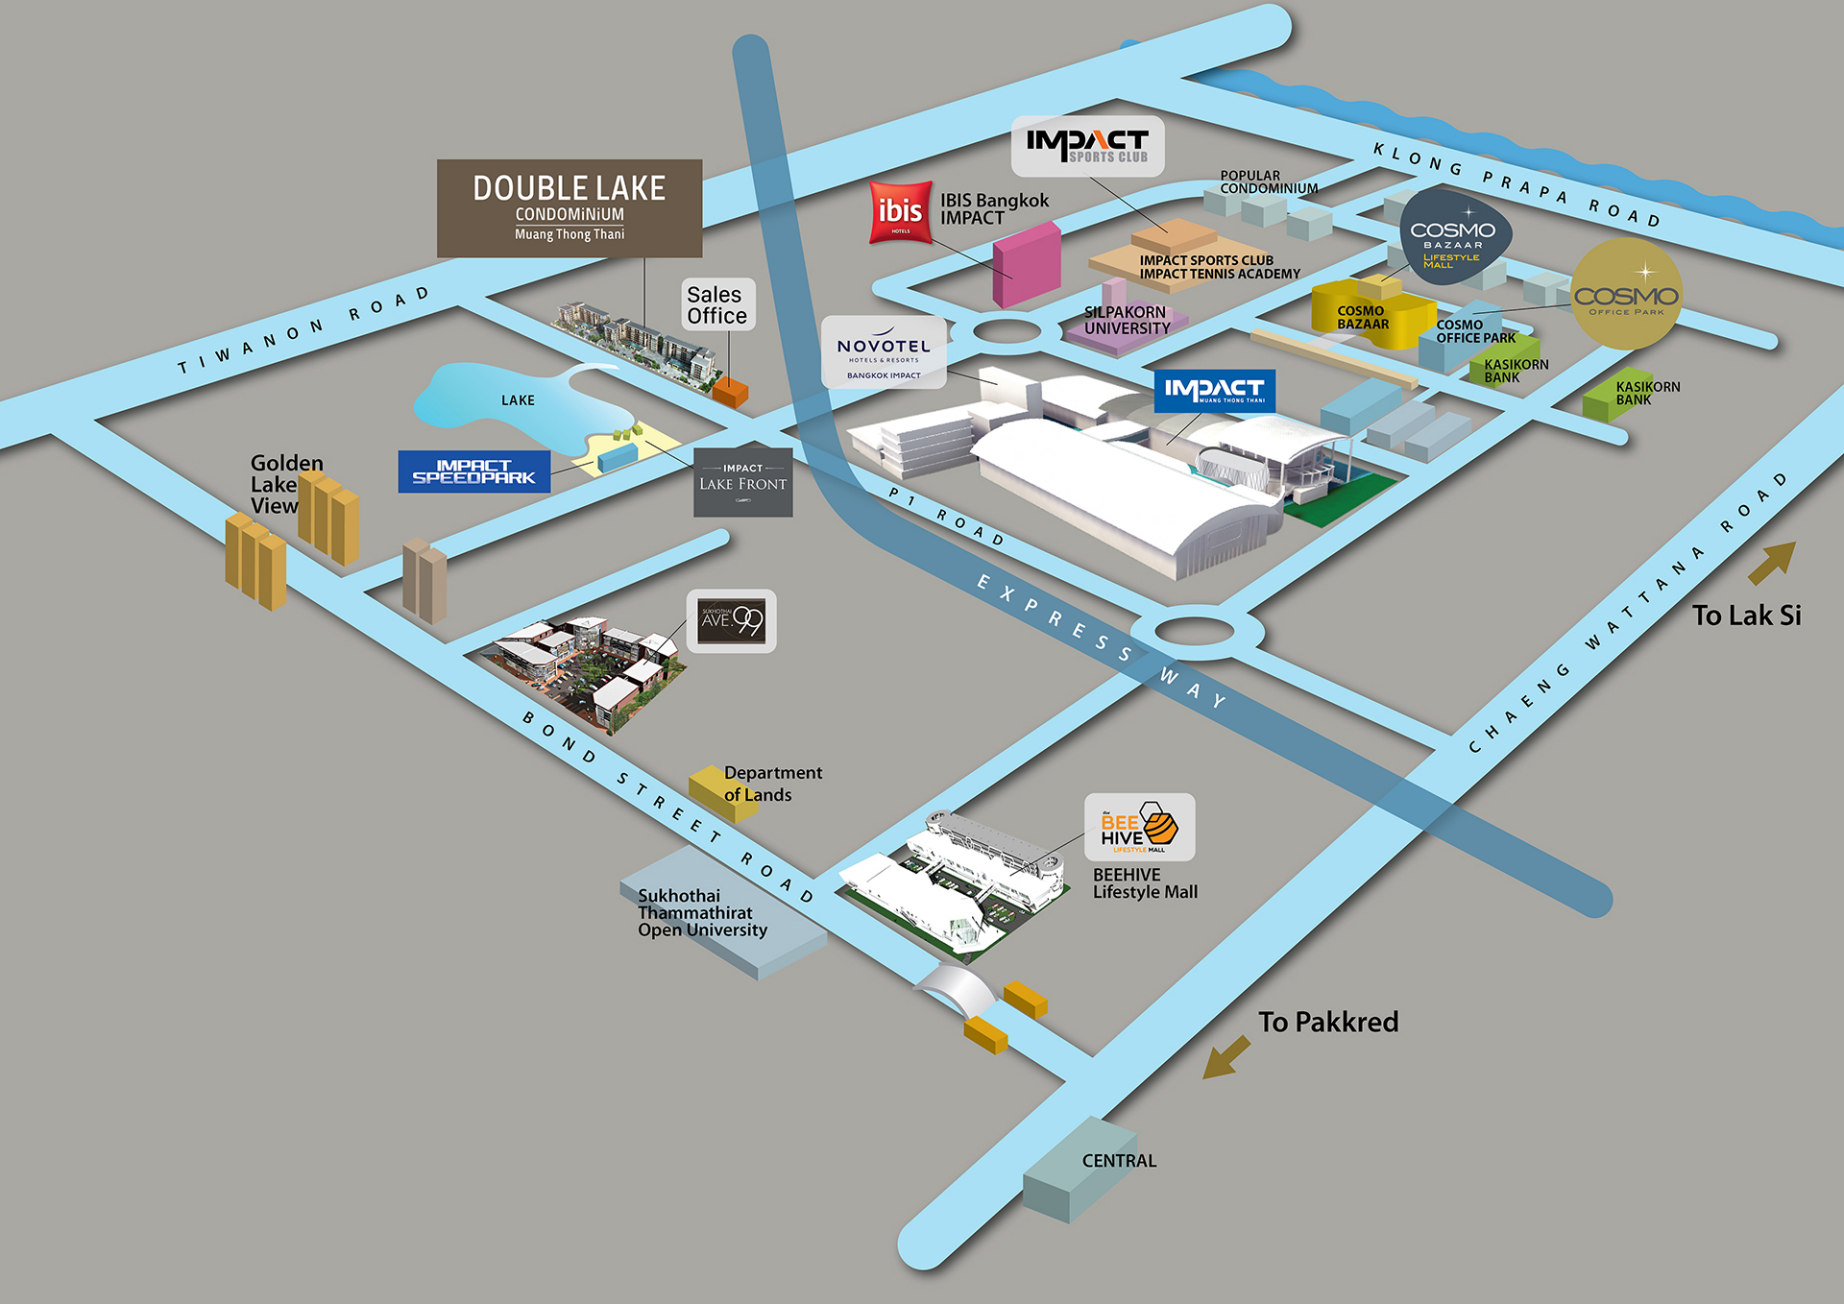 IMPACT
SPORTS CLUB
KLONG PRAPA ROAD
DOUBLE LAKE
CONDOMiNiUM
Muang Thong Thani
ibis
HOTELS
IBIS Bangkok
IMPACT
POPULAR
CONDOMINIUM
COSMO
BAZAAR
LIFESTYLE
MALL
IMPACT SPORTS CLUB
IMPACT TENNIS ACADEMY
COSMO
OFFICE PARK
TIWANON ROAD
Sales
Office
SILPAKORN
UNIVERSITY
COSMO
BAZAAR
COSMO
OFFICE PARK
NOVOTEL
HOTELS & RESORTS
BANGKOK IMPACT
KASIKORN
BANK
KASIKORN
BANK
IMPACT
MUANG THONG THANI
LAKE
Golden
Lake
View
IMPACT
SPEEDPARK
IMPACT
LAKE FRONT
P1 ROAD
EXPRESS WAY
CHAENG WATTANA ROAD
To Lak Si
SUKHOTHAI
AVE.99
BOND STREET ROAD
Department
of Lands
the
BEE
HIVE
LIFESTYLE MALL
BEEHIVE
Lifestyle Mall
Sukhothai
Thammathirat
Open University
To Pakkred
CENTRAL